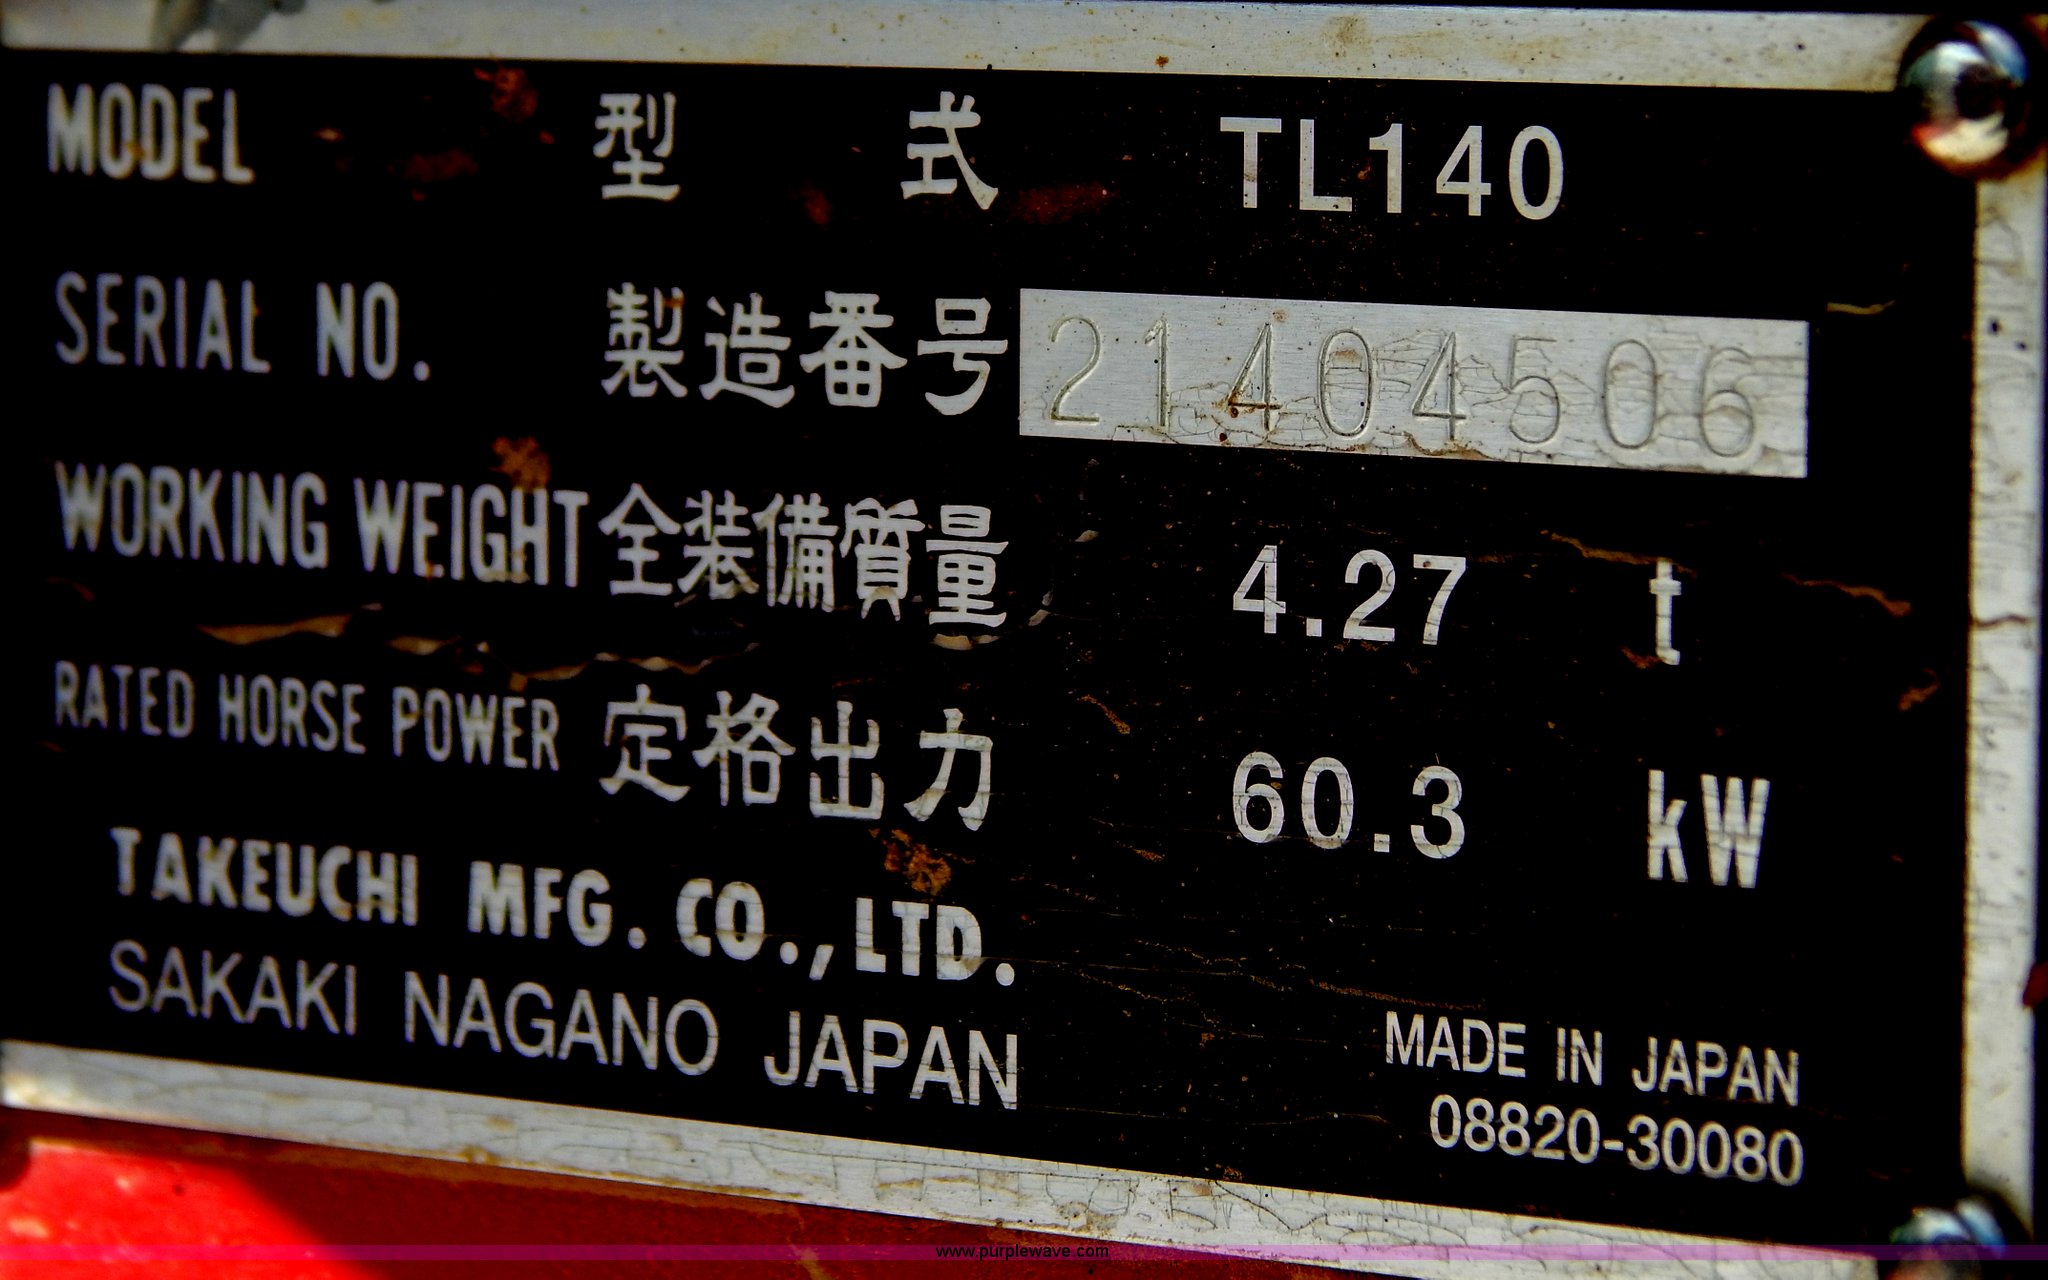 MODEL 型式 TL140
SERIAL NO. 製造番号 21404506
WORKING WEIGHT 全装備質量 4.27 t
RATED HORSE POWER 定格出力 60.3 kW
TAKEUCHI MFG. CO., LTD.
SAKAKI NAGANO JAPAN
MADE IN JAPAN
08820-30080
www.purplewave.com